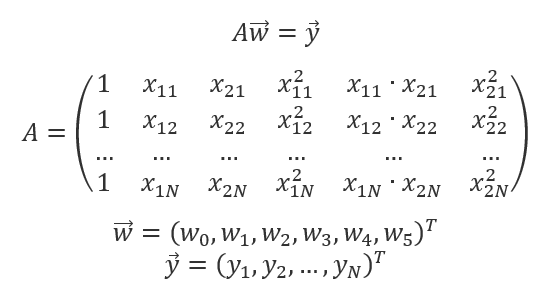 Aw⃗ = y⃗
1 x₁₁ x₂₁ x₁₁² x₁₁ · x₂₁ x₂₁²
1 x₁₂ x₂₂ x₁₂² x₁₂ · x₂₂ x₂₂²
A = ( ... ... ... ... ... ... )
1 x₁N x₂N x₁N² x₁N · x₂N x₂N²
w⃗ = (w₀, w₁, w₂, w₃, w₄, w₅)ᵀ
y⃗ = (y₁, y₂, ..., yN)ᵀ